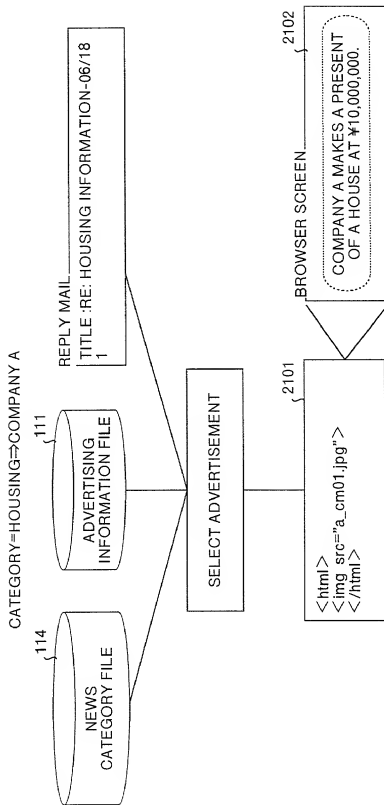 CATEGORY=HOUSING=>COMPANY A
114
NEWS
CATEGORY FILE
111
ADVERTISING
INFORMATION FILE
REPLY MAIL
TITLE :RE: HOUSING INFORMATION-06/18
1
SELECT ADVERTISEMENT
2101
<html>
<img src="a_cm01.jpg">
</html>
BROWSER SCREEN
2102
COMPANY A MAKES A PRESENT
OF A HOUSE AT ¥10,000,000.